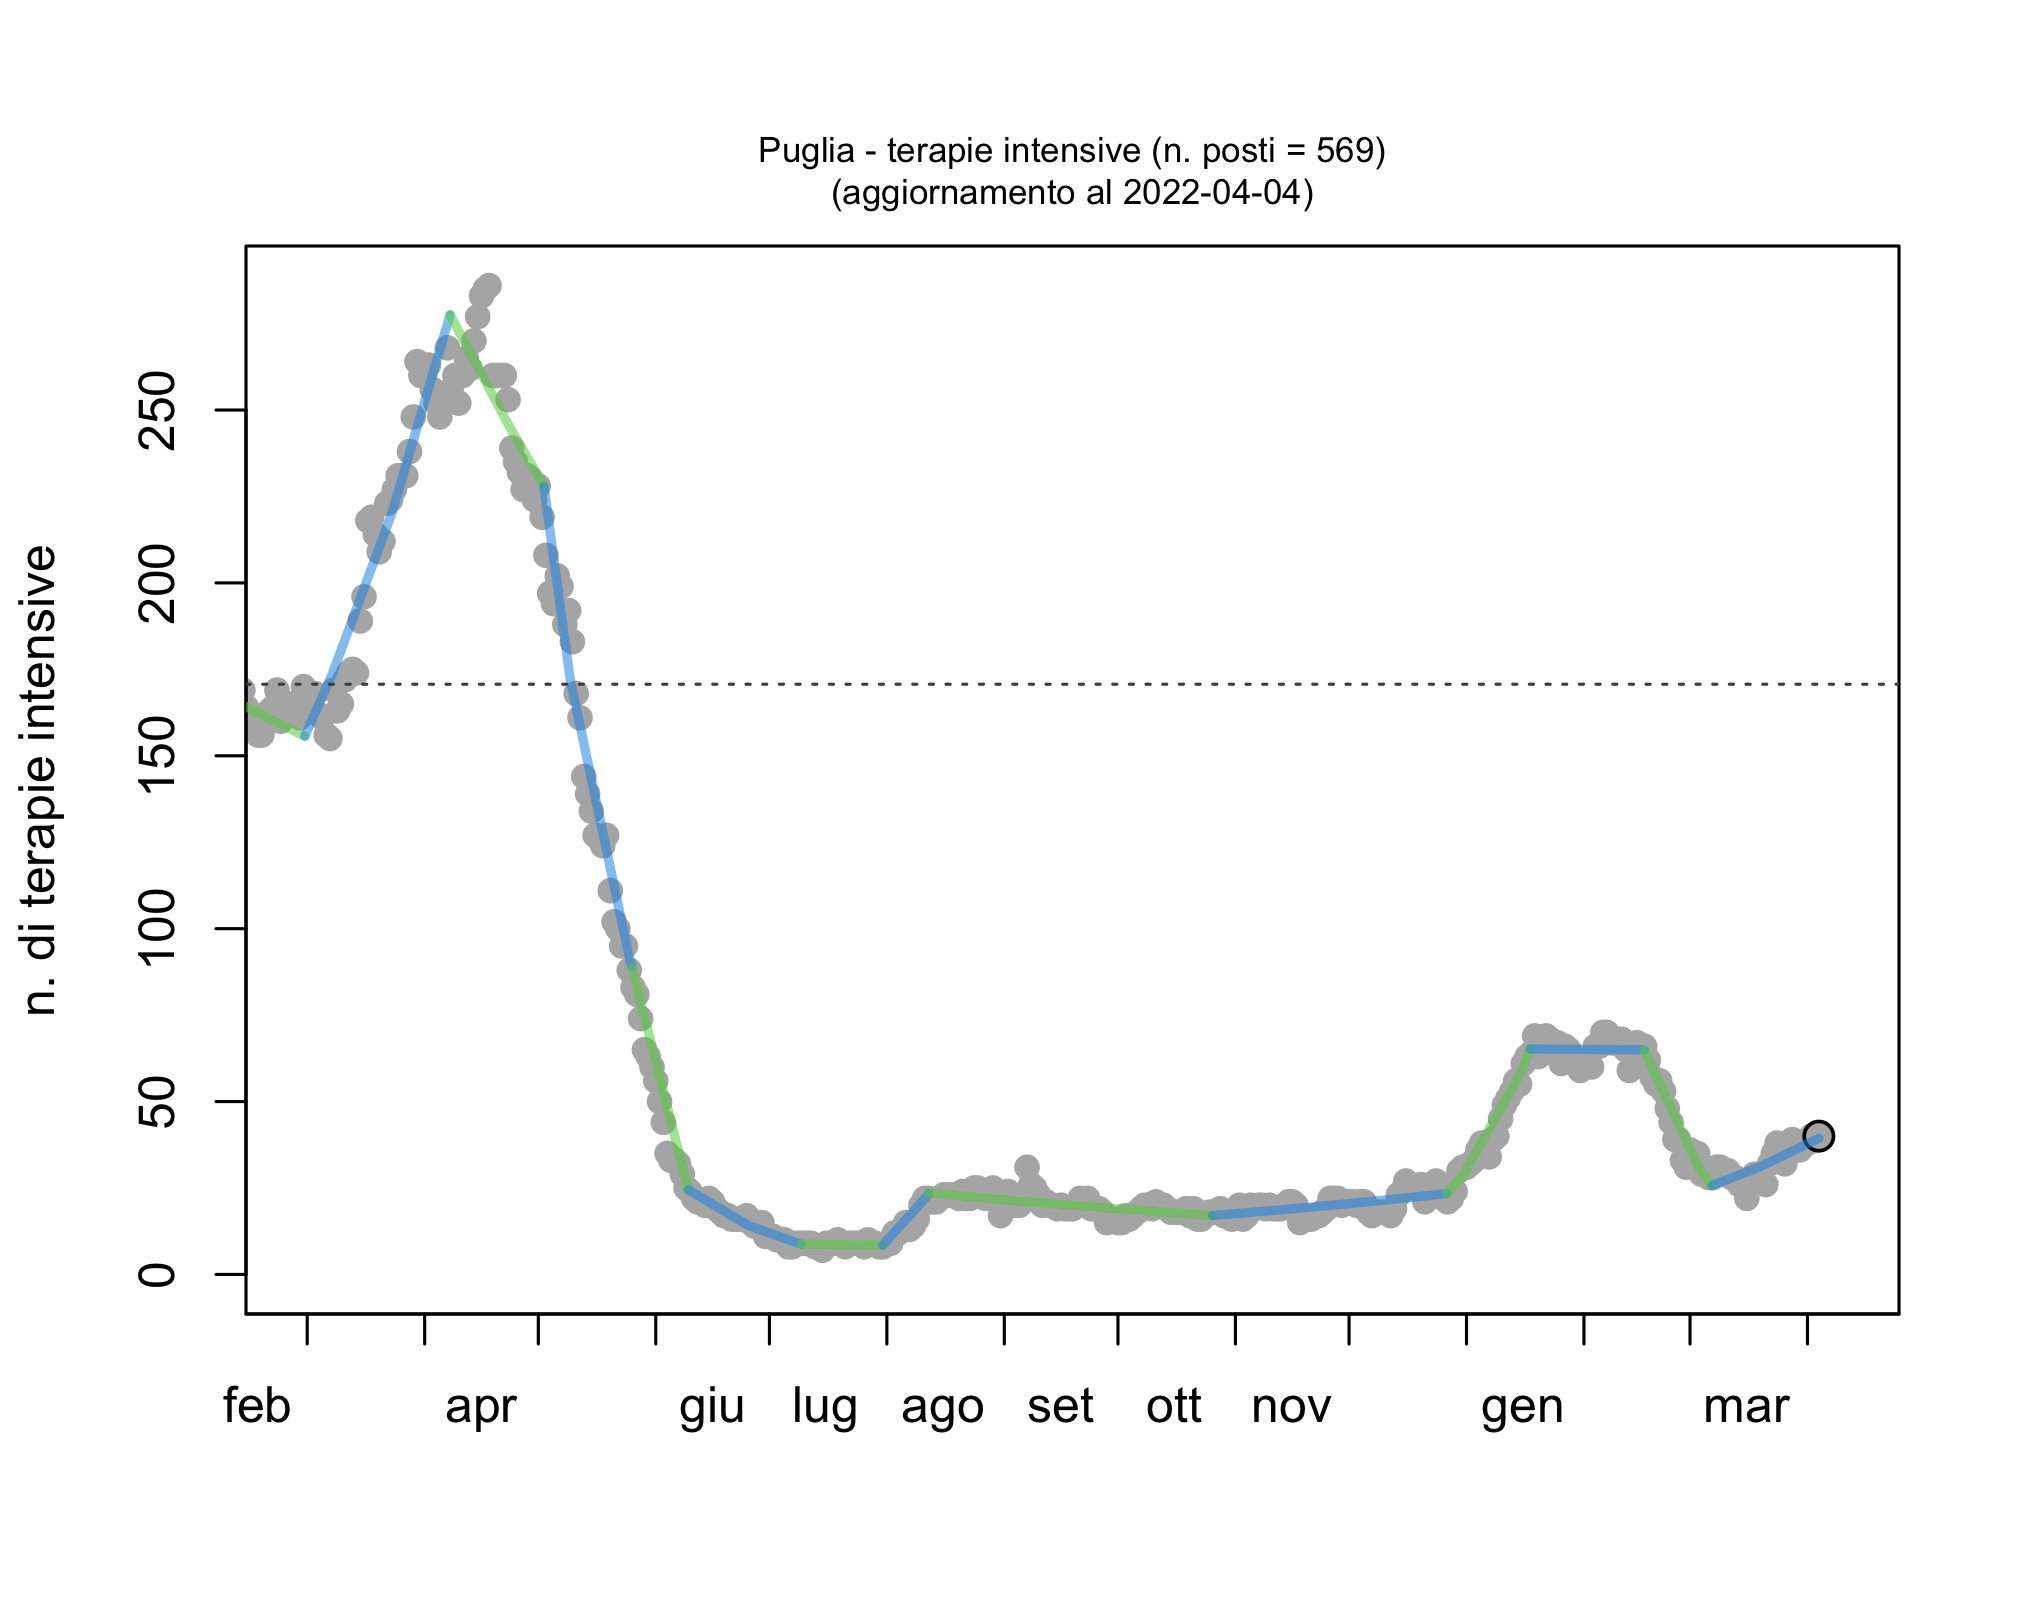 Puglia - terapie intensive (n. posti = 569)
(aggiornamento al 2022-04-04)
n. di terapie intensive
250
200
150
100
50
0
feb apr giu lug ago set ott nov gen mar